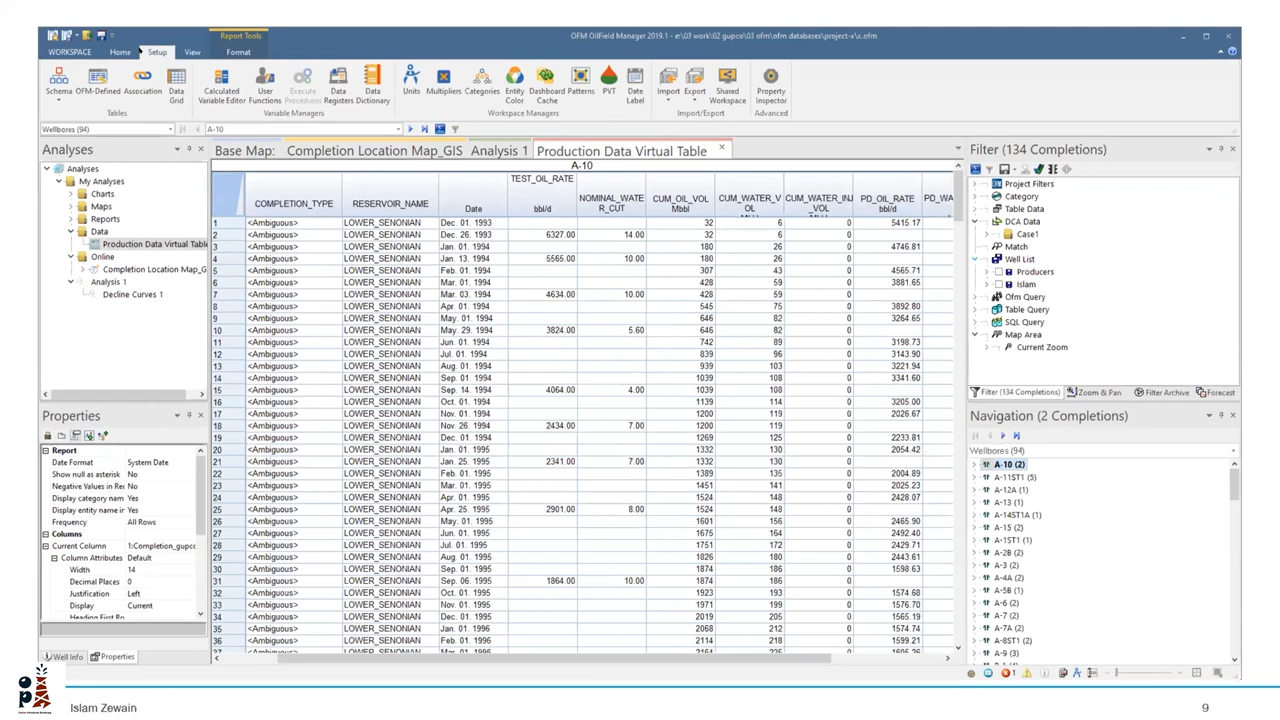 Report Tools
OFM OilField Manager 2019.1 - e:\03 work\02 gupco\03 ofm\ofm databases\project-x\x.ofm
WORKSPACE Home Setup View Format
Schema OFM-Defined Association Data Grid Calculated Variable Editor User Functions Execute Procedures Data Registers Data Dictionary Units Multipliers Categories Entity Color Dashboard Cache Patterns PVT Date Label Import Export Shared Workspace Property Inspector
Tables Variable Managers Workspace Managers Import/Export Advanced
Wellbores (94) A-10
Analyses
Analyses
My Analyses
Charts
Maps
Reports
Data
Production Data Virtual Table
Online
Completion Location Map_G
Analysis 1
Decline Curves 1
Properties
Report
Date Format System Date
Show null as asterisk No
Negative Values in Re No
Display category nam Yes
Display entity name in Yes
Frequency All Rows
Columns
Current Column 1:Completion_gupcc
Column Attributes Default
Width 14
Decimal Places 0
Justification Left
Display Current
Heading First Ro
Well Info Properties
Base Map: Completion Location Map_GIS Analysis 1 Production Data Virtual Table
A-10
COMPLETION_TYPE RESERVOIR_NAME Date TEST_OIL_RATE bbl/d NOMINAL_WATER_CUT CUM_OIL_VOL Mbbl CUM_WATER_VOL Mbbl CUM_WATER_INJ_VOL Mbbl PD_OIL_RATE bbl/d PD_WA
1 <Ambiguous> LOWER_SENONIAN Dec. 01. 1993 32 6 0 5415.17
2 <Ambiguous> LOWER_SENONIAN Dec. 26. 1993 6327.00 14.00 32 6 0
3 <Ambiguous> LOWER_SENONIAN Jan. 01. 1994 180 26 0 4746.81
4 <Ambiguous> LOWER_SENONIAN Jan. 13. 1994 5565.00 10.00 180 26 0
5 <Ambiguous> LOWER_SENONIAN Feb. 01. 1994 307 43 0 4565.71
6 <Ambiguous> LOWER_SENONIAN Mar. 01. 1994 428 59 0 3881.65
7 <Ambiguous> LOWER_SENONIAN Mar. 03. 1994 4634.00 10.00 428 59 0
8 <Ambiguous> LOWER_SENONIAN Apr. 01. 1994 545 75 0 3892.80
9 <Ambiguous> LOWER_SENONIAN May. 01. 1994 646 82 0 3264.65
10 <Ambiguous> LOWER_SENONIAN May. 29. 1994 3824.00 5.60 646 82 0
11 <Ambiguous> LOWER_SENONIAN Jun. 01. 1994 742 89 0 3198.73
12 <Ambiguous> LOWER_SENONIAN Jul. 01. 1994 839 96 0 3143.90
13 <Ambiguous> LOWER_SENONIAN Aug. 01. 1994 939 103 0 3221.94
14 <Ambiguous> LOWER_SENONIAN Sep. 01. 1994 1039 108 0 3341.60
15 <Ambiguous> LOWER_SENONIAN Sep. 14. 1994 4064.00 4.00 1039 108 0
16 <Ambiguous> LOWER_SENONIAN Oct. 01. 1994 1139 114 0 3205.00
17 <Ambiguous> LOWER_SENONIAN Nov. 01. 1994 1200 119 0 2026.67
18 <Ambiguous> LOWER_SENONIAN Nov. 26. 1994 2434.00 7.00 1200 119 0
19 <Ambiguous> LOWER_SENONIAN Dec. 01. 1994 1269 125 0 2233.81
20 <Ambiguous> LOWER_SENONIAN Jan. 01. 1995 1332 130 0 2054.42
21 <Ambiguous> LOWER_SENONIAN Jan. 25. 1995 2341.00 7.00 1332 130 0
22 <Ambiguous> LOWER_SENONIAN Feb. 01. 1995 1389 135 0 2004.89
23 <Ambiguous> LOWER_SENONIAN Mar. 01. 1995 1451 141 0 2025.23
24 <Ambiguous> LOWER_SENONIAN Apr. 01. 1995 1524 148 0 2428.07
25 <Ambiguous> LOWER_SENONIAN Apr. 25. 1995 2901.00 8.00 1524 148 0
26 <Ambiguous> LOWER_SENONIAN May. 01. 1995 1601 156 0 2465.90
27 <Ambiguous> LOWER_SENONIAN Jun. 01. 1995 1675 164 0 2492.40
28 <Ambiguous> LOWER_SENONIAN Jul. 01. 1995 1751 172 0 2429.71
29 <Ambiguous> LOWER_SENONIAN Aug. 01. 1995 1826 180 0 2443.61
30 <Ambiguous> LOWER_SENONIAN Sep. 01. 1995 1874 186 0 1598.63
31 <Ambiguous> LOWER_SENONIAN Sep. 06. 1995 1864.00 10.00 1874 186 0
32 <Ambiguous> LOWER_SENONIAN Oct. 01. 1995 1923 193 0 1574.68
33 <Ambiguous> LOWER_SENONIAN Nov. 01. 1995 1971 199 0 1576.70
34 <Ambiguous> LOWER_SENONIAN Dec. 01. 1995 2019 205 0 1565.19
35 <Ambiguous> LOWER_SENONIAN Jan. 01. 1996 2068 212 0 1574.74
36 <Ambiguous> LOWER_SENONIAN Feb. 01. 1996 2114 218 0 1599.21
Filter (134 Completions)
Project Filters
Category
Table Data
DCA Data
Case1
Match
Well List
Producers
Islam
Ofm Query
Table Query
SQL Query
Map Area
Current Zoom
Filter (134 Completions) Zoom & Pan Filter Archive Forecast
Navigation (2 Completions)
Wellbores (94)
A-10 (2)
A-11ST1 (5)
A-12A (1)
A-13 (1)
A-14ST1A (1)
A-15 (2)
A-1ST1 (1)
A-2B (2)
A-3 (2)
A-4A (2)
A-5B (1)
A-6 (2)
A-7 (2)
A-7A (2)
A-8ST1 (2)
A-9 (3)
1
Islam Zewain
9